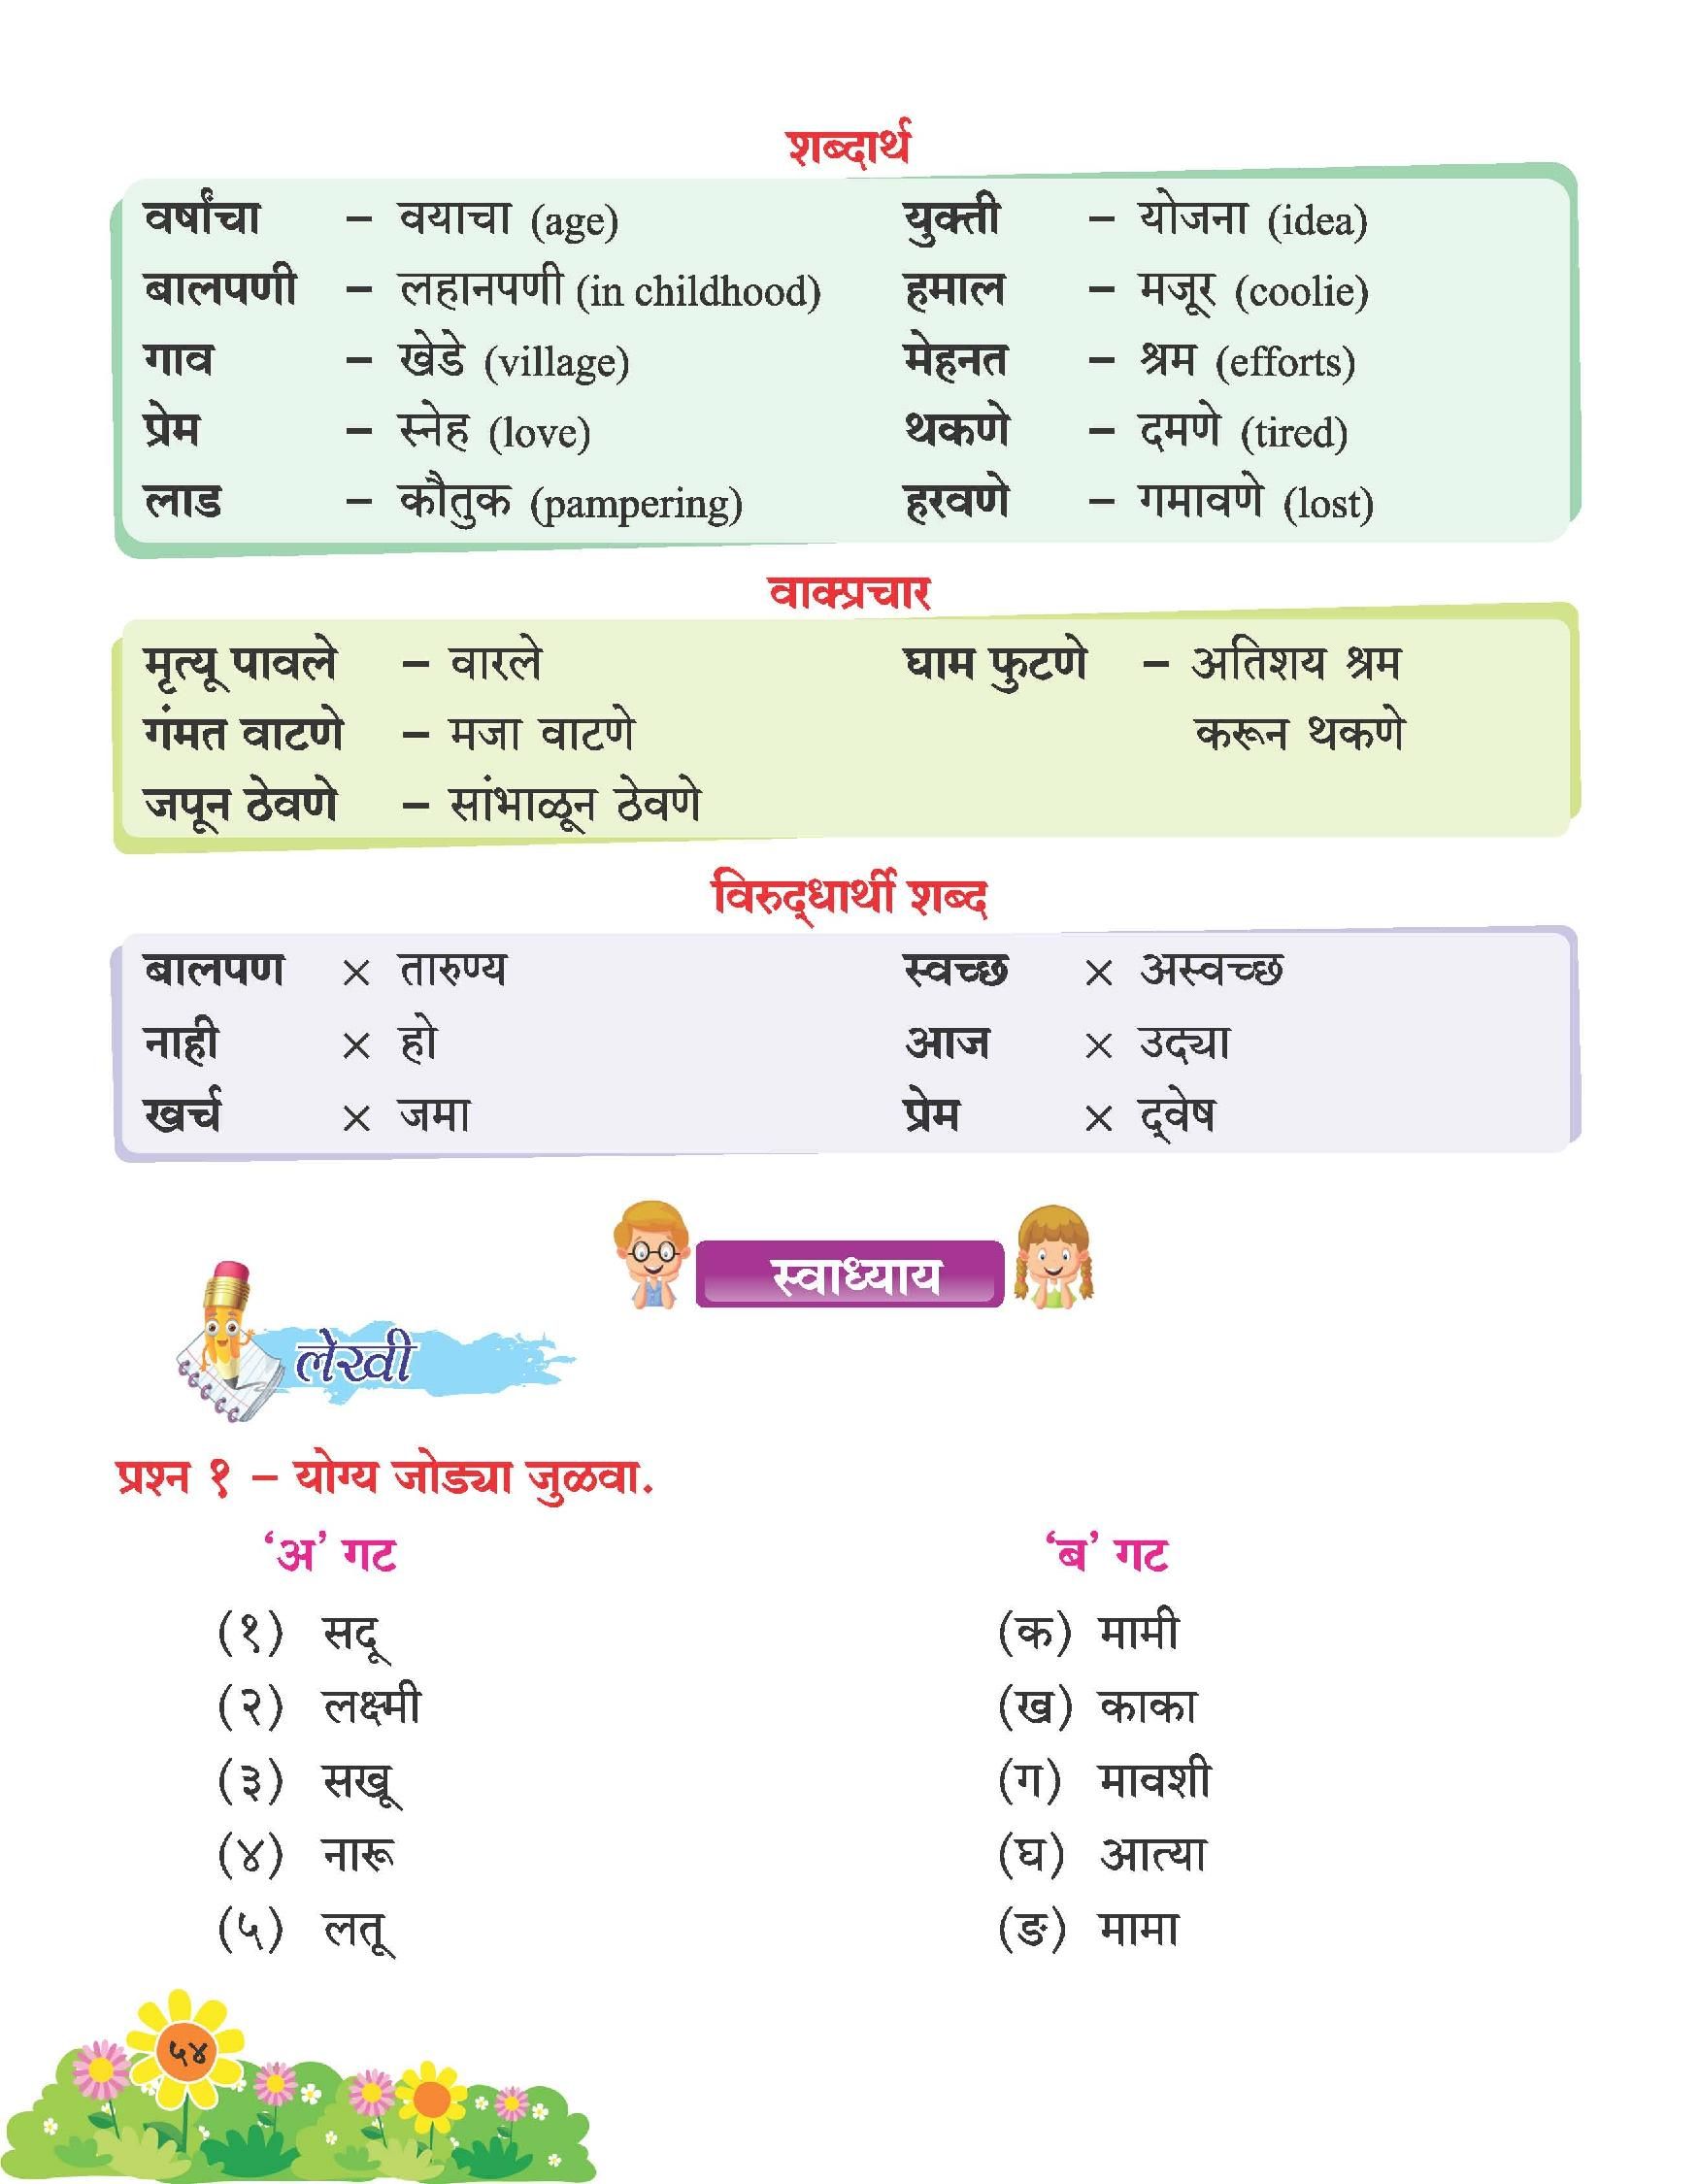 शब्दार्थ
वर्षांचा – वयाचा (age) युक्ती – योजना (idea)
बालपणी – लहानपणी (in childhood) हमाल – मजूर (coolie)
गाव – खेडे (village) मेहनत – श्रम (efforts)
प्रेम – स्नेह (love) थकणे – दमणे (tired)
लाड – कौतुक (pampering) हरवणे – गमावणे (lost)
वाक्प्रचार
मृत्यू पावले – वारले घाम फुटणे – अतिशय श्रम
गंमत वाटणे – मजा वाटणे करून थकणे
जपून ठेवणे – सांभाळून ठेवणे
विरुद्‌धार्थी शब्द
बालपण × तारुण्य स्वच्छ × अस्वच्छ
नाही × हो आज × उद्या
खर्च × जमा प्रेम × द्‌वेष
स्वाध्याय
लेखी
प्रश्न १ – योग्य जोड्या जुळवा.
‘अ’ गट ‘ब’ गट
(१) सदू (क) मामी
(२) लक्ष्मी (ख) काका
(३) सखू (ग) मावशी
(४) नारू (घ) आत्या
(५) लतू (ङ) मामा
५४